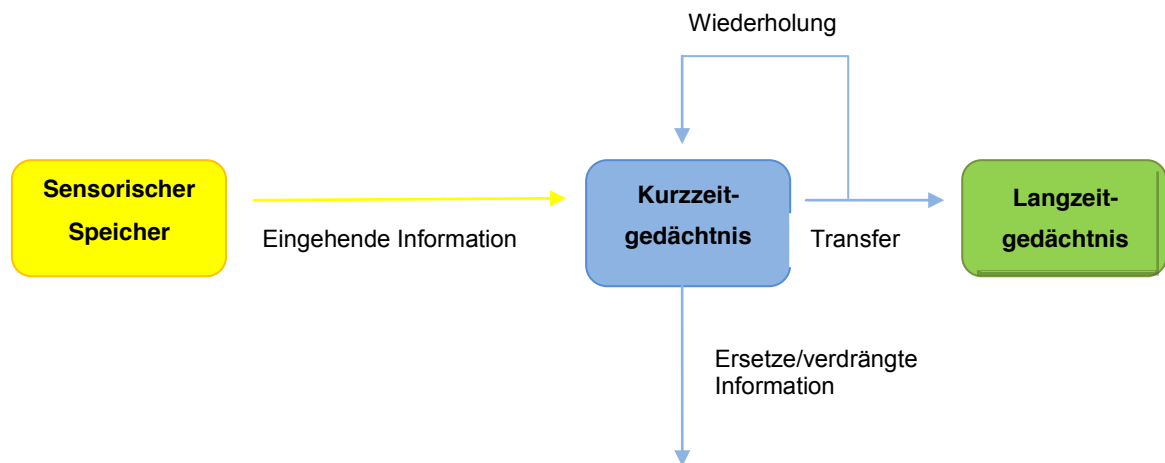 Wiederholung
Sensorischer
Speicher
Eingehende Information
Kurzzeit-
gedächtnis
Transfer
Langzeit-
gedächtnis
Ersetze/verdrängte
Information